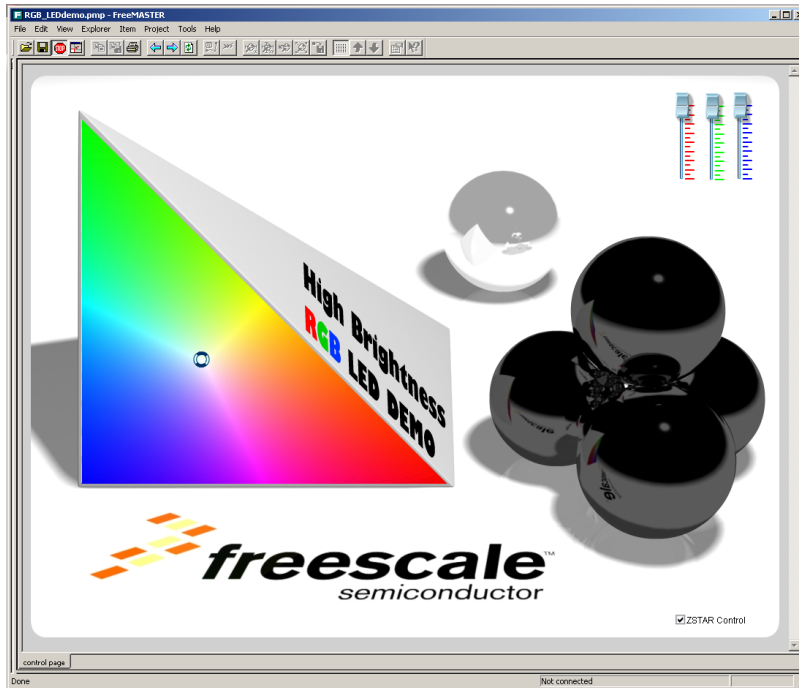 RGB_LEDdemo.pmp - FreeMASTER
File Edit View Explorer Item Project Tools Help
High Brightness
RGB LED DEMO
freescale™
semiconductor
ZSTAR Control
control page
Done
Not connected